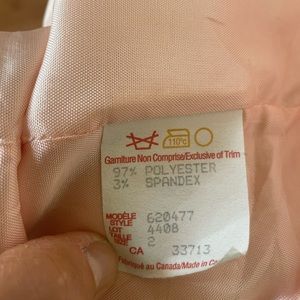 110°C
Garniture Non Comprise/Exclusive of Trim
97% POLYESTER
3% SPANDEX
MODÈLE
STYLE 620477
LOT 4408
TAILLE
SIZE 2
CA 33713
Fabriqué au Canada/Made in